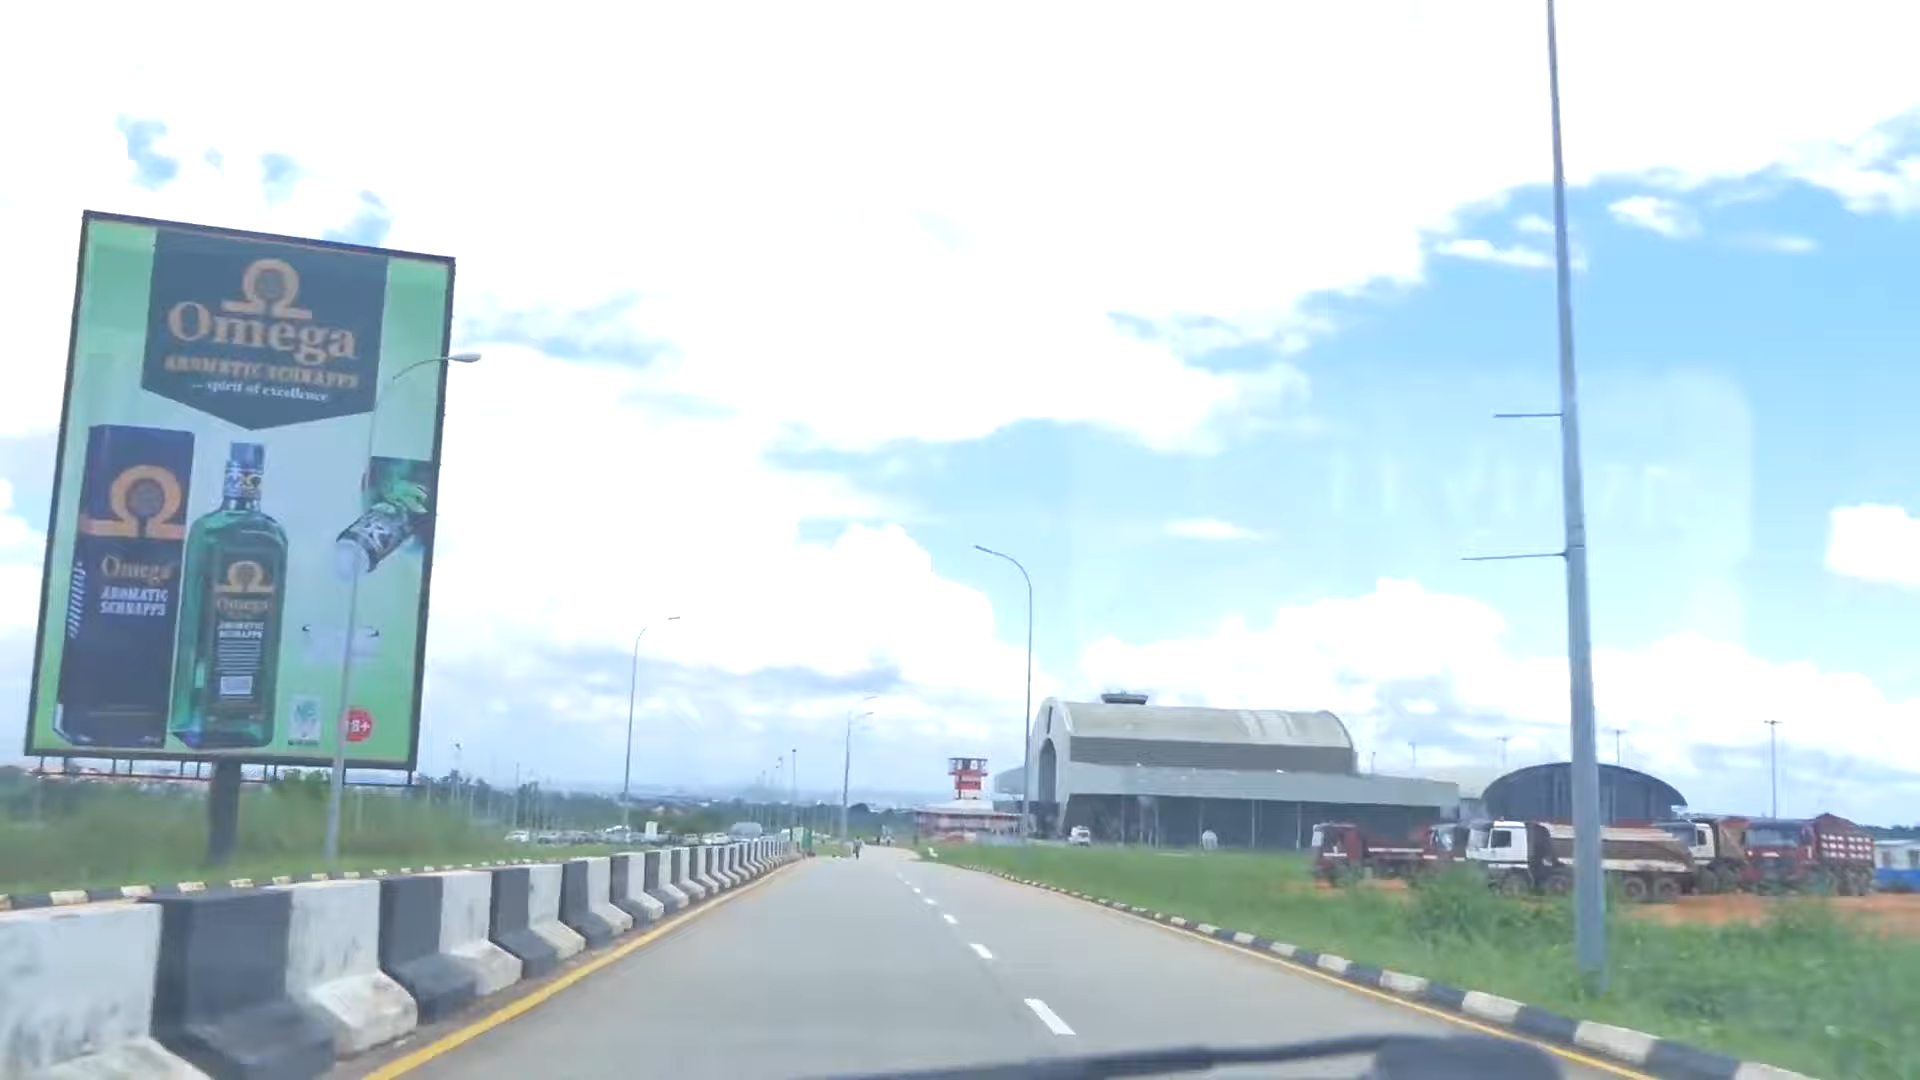 Omega
AROMATIC SCHNAPPS
... spirit of excellence
Omega
AROMATIC
SCHNAPPS
Omega
AROMATIC
SCHNAPPS
18+